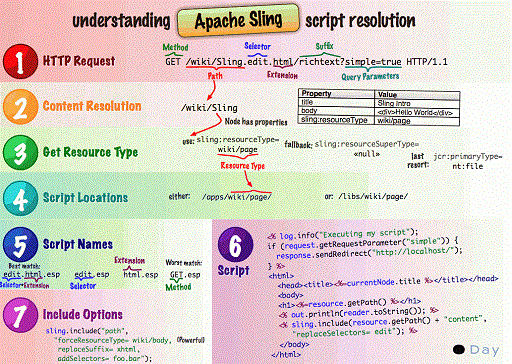 understanding Apache Sling script resolution
Method
Selector
Suffix
1 HTTP Request
GET /wiki/Sling.edit.html/richtext?simple=true HTTP/1.1
Path
Extension
Query Parameters
2 Content Resolution
/wiki/Sling
Node has properties
Property Value
title Sling Intro
body <div>Hello World</div>
sling:resourceType wiki/page
3 Get Resource Type
use: sling:resourceType=
wiki/page
fallback: sling:resourceSuperType=
<null>
last
resort: jcr:primaryType=
nt:file
Resource Type
4 Script Locations
either: /apps/wiki/page/
or: /libs/wiki/page/
5 Script Names
Best match:
edit.html.esp
Selector+Extension
edit.esp
Selector
Extension
html.esp
Worst match:
GET.esp
Method
6
Script
<% log.info("Executing my script");
if (request.getRequestParameter("simple")) {
response.sendRedirect("http://localhost/");
} %>
<html>
<head><title><%=currentNode.title %></title></head>
<body>
<h1><%=resource.getPath() %></h1>
<% out.println(reader.toString()); %>
<% sling.include(resource.getPath() + "content",
"replaceSelectors= edit"); %>
</body>
</html>
7 Include Options
sling.include("path",
"forceResourceType= wiki/body, (Powerful)
replaceSuffix= xhtml,
addSelectors= foo.bar");
Day